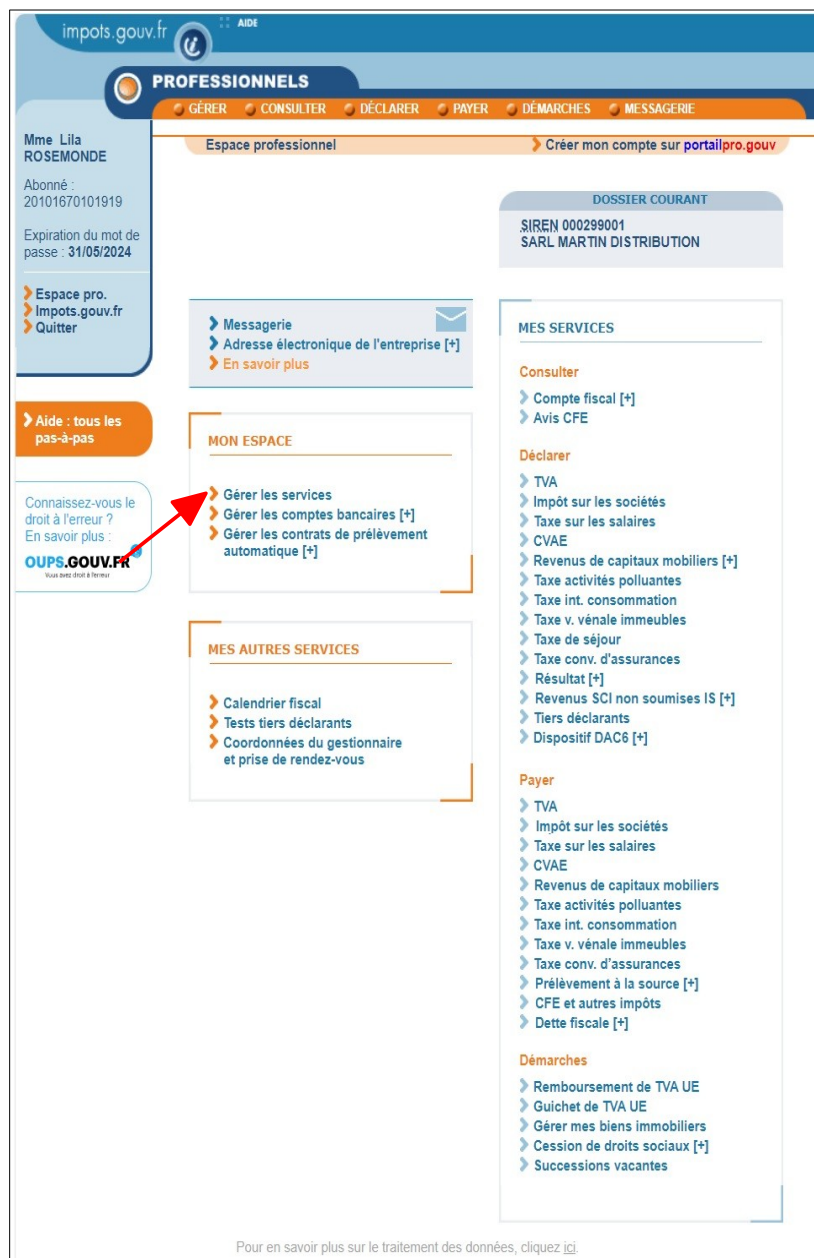 impots.gouv.fr
AIDE
PROFESSIONNELS
GÉRER CONSULTER DÉCLARER PAYER DÉMARCHES MESSAGERIE
Mme Lila
ROSEMONDE
Abonné :
20101670101919
Expiration du mot de
passe : 31/05/2024
Espace pro.
Impots.gouv.fr
Quitter
Aide : tous les
pas-à-pas
Connaissez-vous le
droit à l'erreur ?
En savoir plus :
OUPS.GOUV.FR
Vous avez droit à l'erreur
Espace professionnel
Créer mon compte sur portailpro.gouv
DOSSIER COURANT
SIREN 000299001
SARL MARTIN DISTRIBUTION
Messagerie
Adresse électronique de l'entreprise [+]
En savoir plus
MON ESPACE
Gérer les services
Gérer les comptes bancaires [+]
Gérer les contrats de prélèvement
automatique [+]
MES AUTRES SERVICES
Calendrier fiscal
Tests tiers déclarants
Coordonnées du gestionnaire
et prise de rendez-vous
MES SERVICES
Consulter
Compte fiscal [+]
Avis CFE
Déclarer
TVA
Impôt sur les sociétés
Taxe sur les salaires
CVAE
Revenus de capitaux mobiliers [+]
Taxe activités polluantes
Taxe int. consommation
Taxe v. vénale immeubles
Taxe de séjour
Taxe conv. d'assurances
Résultat [+]
Revenus SCI non soumises IS [+]
Tiers déclarants
Dispositif DAC6 [+]
Payer
TVA
Impôt sur les sociétés
Taxe sur les salaires
CVAE
Revenus de capitaux mobiliers
Taxe activités polluantes
Taxe int. consommation
Taxe v. vénale immeubles
Taxe conv. d'assurances
Prélèvement à la source [+]
CFE et autres impôts
Dette fiscale [+]
Démarches
Remboursement de TVA UE
Guichet de TVA UE
Gérer mes biens immobiliers
Cession de droits sociaux [+]
Successions vacantes
Pour en savoir plus sur le traitement des données, cliquez ici.